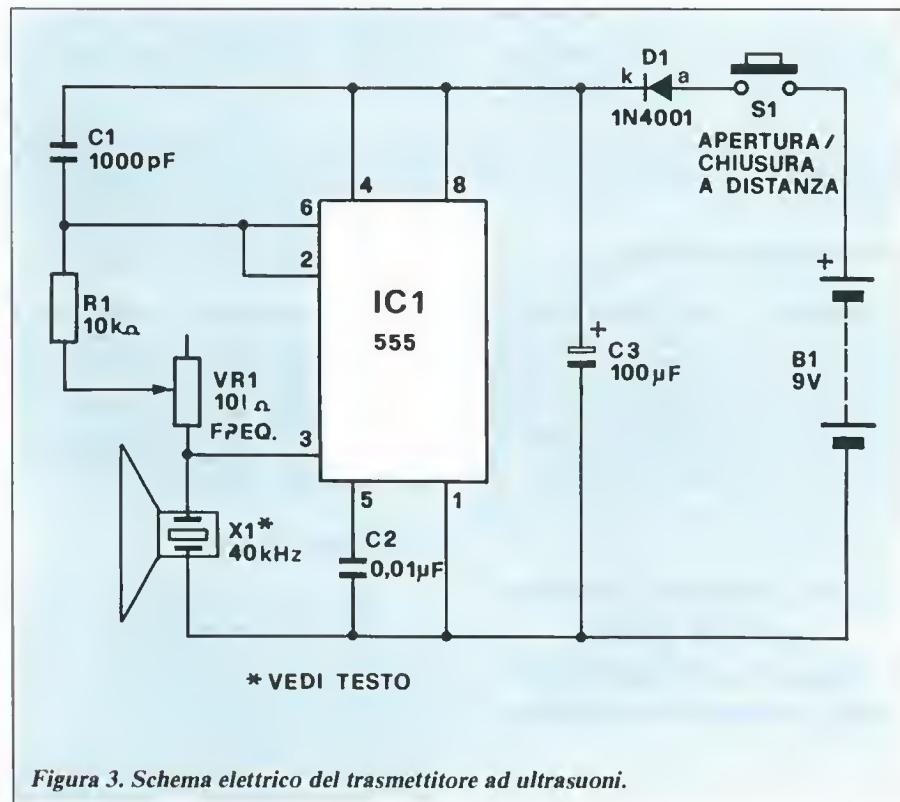 D1
k a
1N4001
S1
APERTURA /
CHIUSURA
A DISTANZA
C1
1000pF
4
8
6
2
IC1
555
R1
10kΩ
VR1
FREQ.
3
+
C3
100µF
+
B1
9V
5
1
X1*
40kHz
C2
0,01µF
* VEDI TESTO
Figura 3. Schema elettrico del trasmettitore ad ultrasuoni.